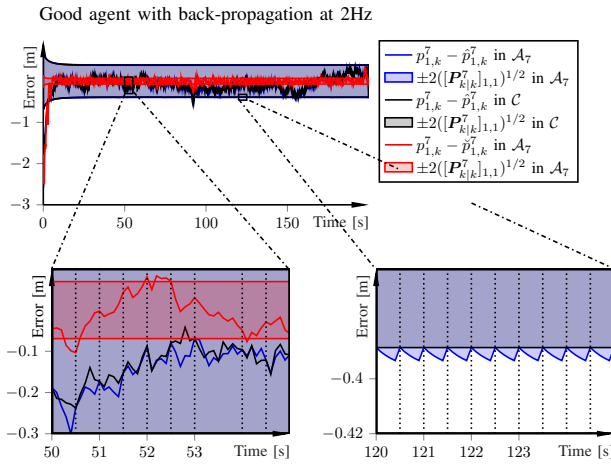 Good agent with back-propagation at 2Hz
Error [m]
0
−1
−2
−3
0 50 100 150
Time [s]
p^7_{1,k} − p̂^7_{1,k} in 𝒜_7
±2([P^7_{k|k}]_{1,1})^{1/2} in 𝒜_7
p^7_{1,k} − p̂^7_{1,k} in 𝒞
±2([P^7_{k|k}]_{1,1})^{1/2} in 𝒞
p^7_{1,k} − p̆^7_{1,k} in 𝒜_7
±2([P^7_{k|k}]_{1,1})^{1/2} in 𝒜_7
Error [m]
−0.1
−0.2
−0.3
50 51 52 53
Time [s]
Error [m]
−0.4
−0.42
120 121 122 123
Time [s]